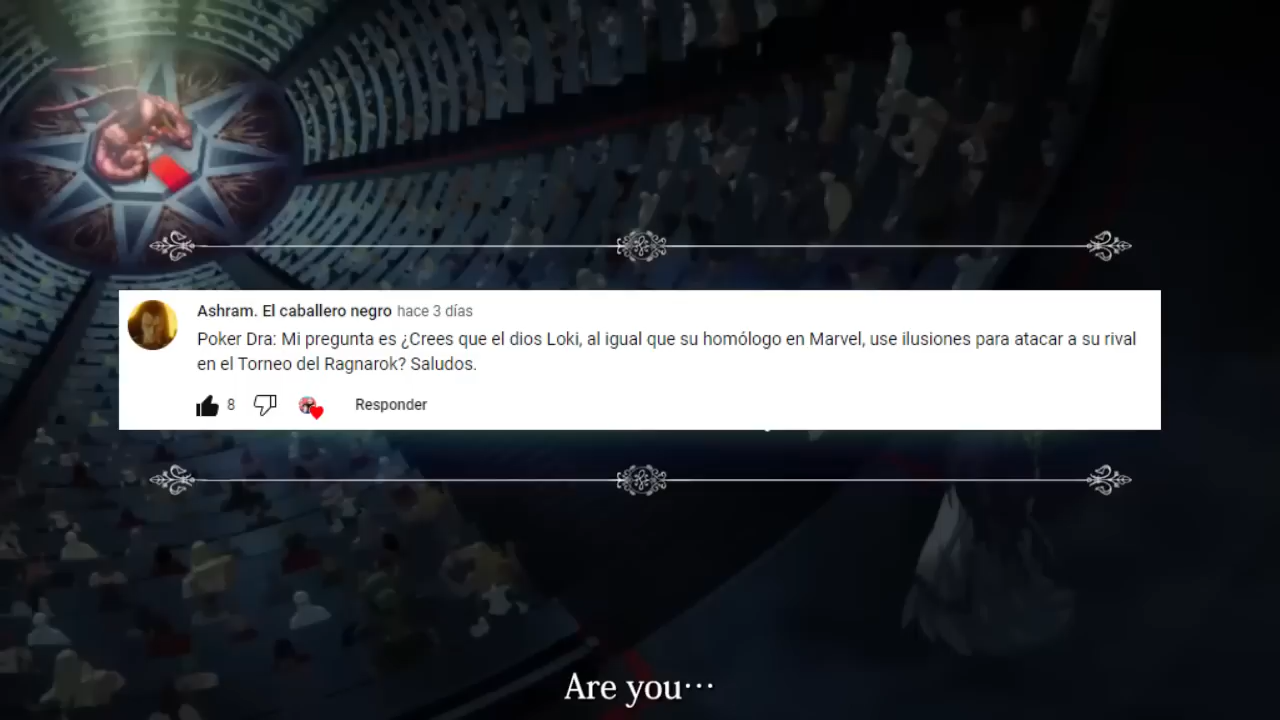 Ashram. El caballero negro hace 3 días
Poker Dra: Mi pregunta es ¿Crees que el dios Loki, al igual que su homólogo en Marvel, use ilusiones para atacar a su rival
en el Torneo del Ragnarok? Saludos.
8 Responder
Are you…